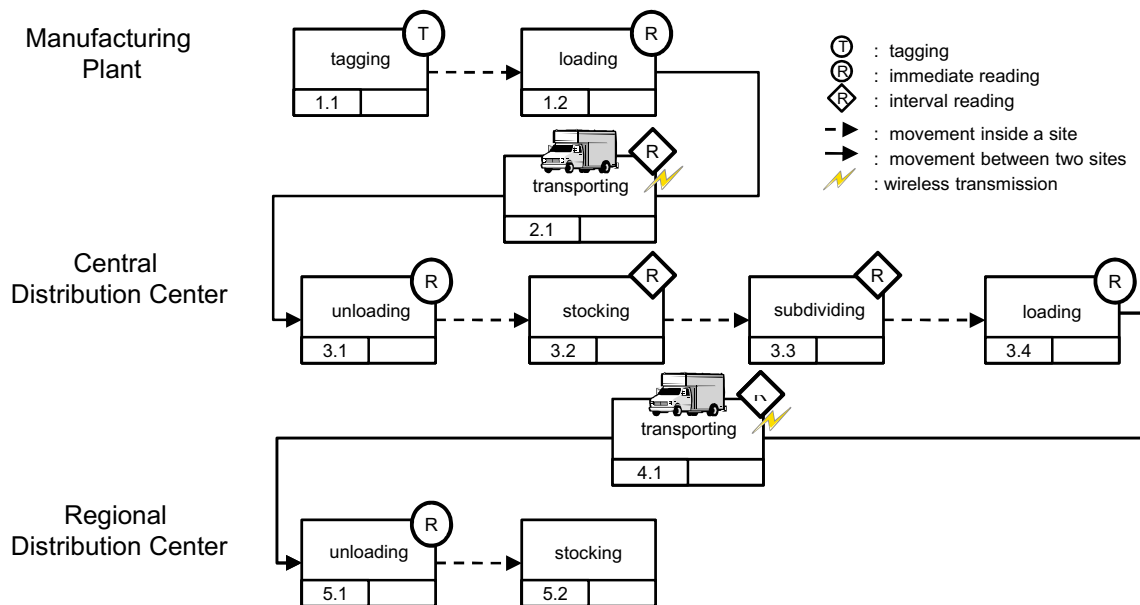 Manufacturing
Plant
tagging
T
1.1
loading
R
1.2
T : tagging
R : immediate reading
R : interval reading
: movement inside a site
: movement between two sites
: wireless transmission
transporting
R
2.1
Central
Distribution Center
unloading
R
3.1
stocking
R
3.2
subdividing
R
3.3
loading
R
3.4
transporting
4.1
Regional
Distribution Center
unloading
R
5.1
stocking
5.2